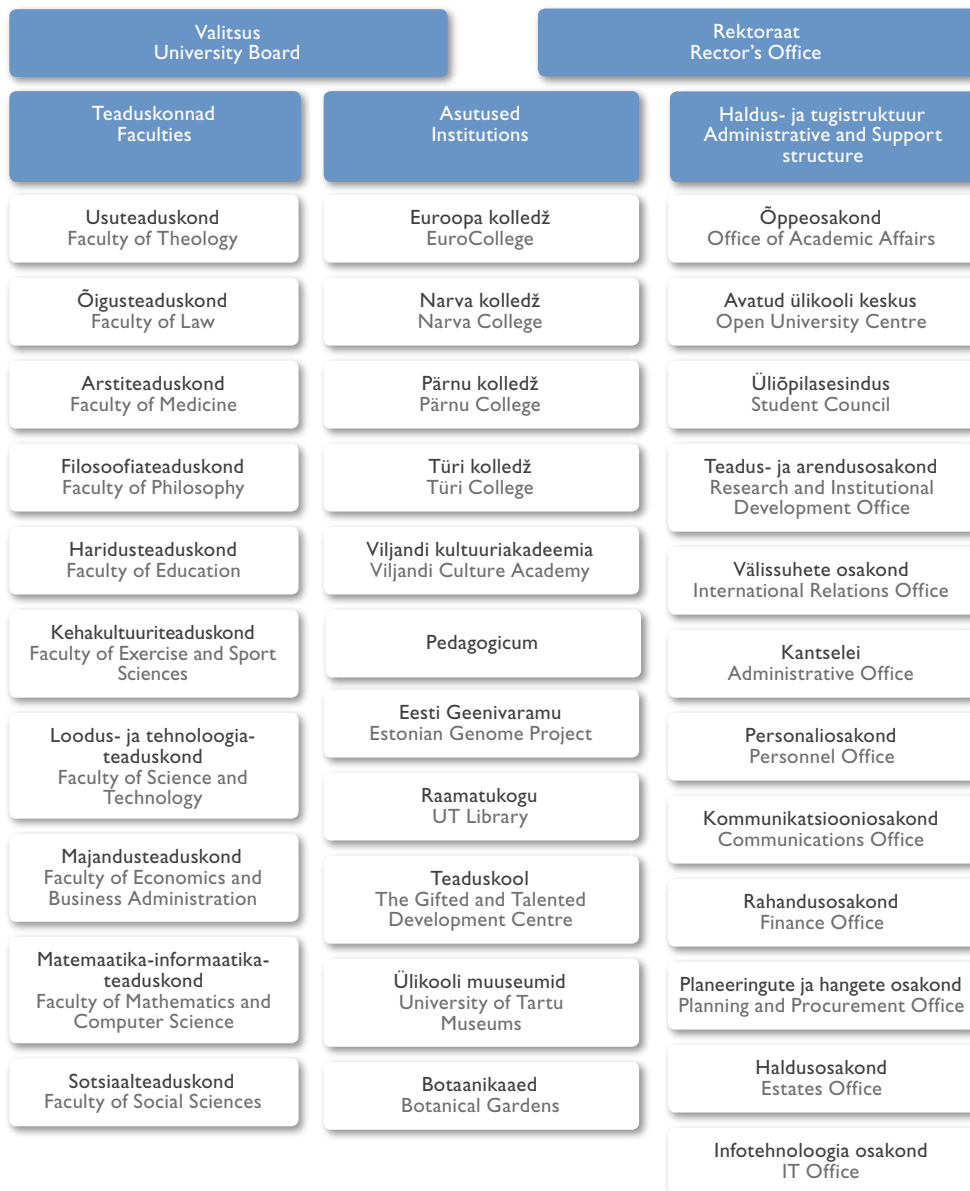 Valitsus
University Board
Rektoraat
Rector’s Office
Teaduskonnad
Faculties
Usuteaduskond
Faculty of Theology
Õigusteaduskond
Faculty of Law
Arstiteaduskond
Faculty of Medicine
Filosoofiateaduskond
Faculty of Philosophy
Haridusteaduskond
Faculty of Education
Kehakultuuriteaduskond
Faculty of Exercise and Sport
Sciences
Loodus- ja tehnoloogia-
teaduskond
Faculty of Science and
Technology
Majandusteaduskond
Faculty of Economics and
Business Administration
Matemaatika-informaatika-
teaduskond
Faculty of Mathematics and
Computer Science
Sotsiaalteaduskond
Faculty of Social Sciences
Asutused
Institutions
Euroopa kolledž
EuroCollege
Narva kolledž
Narva College
Pärnu kolledž
Pärnu College
Türi kolledž
Türi College
Viljandi kultuuriakadeemia
Viljandi Culture Academy
Pedagogicum
Eesti Geenivaramu
Estonian Genome Project
Raamatukogu
UT Library
Teaduskool
The Gifted and Talented
Development Centre
Ülikooli muuseumid
University of Tartu
Museums
Botaanikaaed
Botanical Gardens
Haldus- ja tugistruktuur
Administrative and Support
structure
Õppeosakond
Office of Academic Affairs
Avatud ülikooli keskus
Open University Centre
Üliõpilasesindus
Student Council
Teadus- ja arendusosakond
Research and Institutional
Development Office
Välissuhete osakond
International Relations Office
Kantselei
Administrative Office
Personaliosakond
Personnel Office
Kommunikatsiooniosakond
Communications Office
Rahandusosakond
Finance Office
Planeeringute ja hangete osakond
Planning and Procurement Office
Haldusosakond
Estates Office
Infotehnoloogia osakond
IT Office